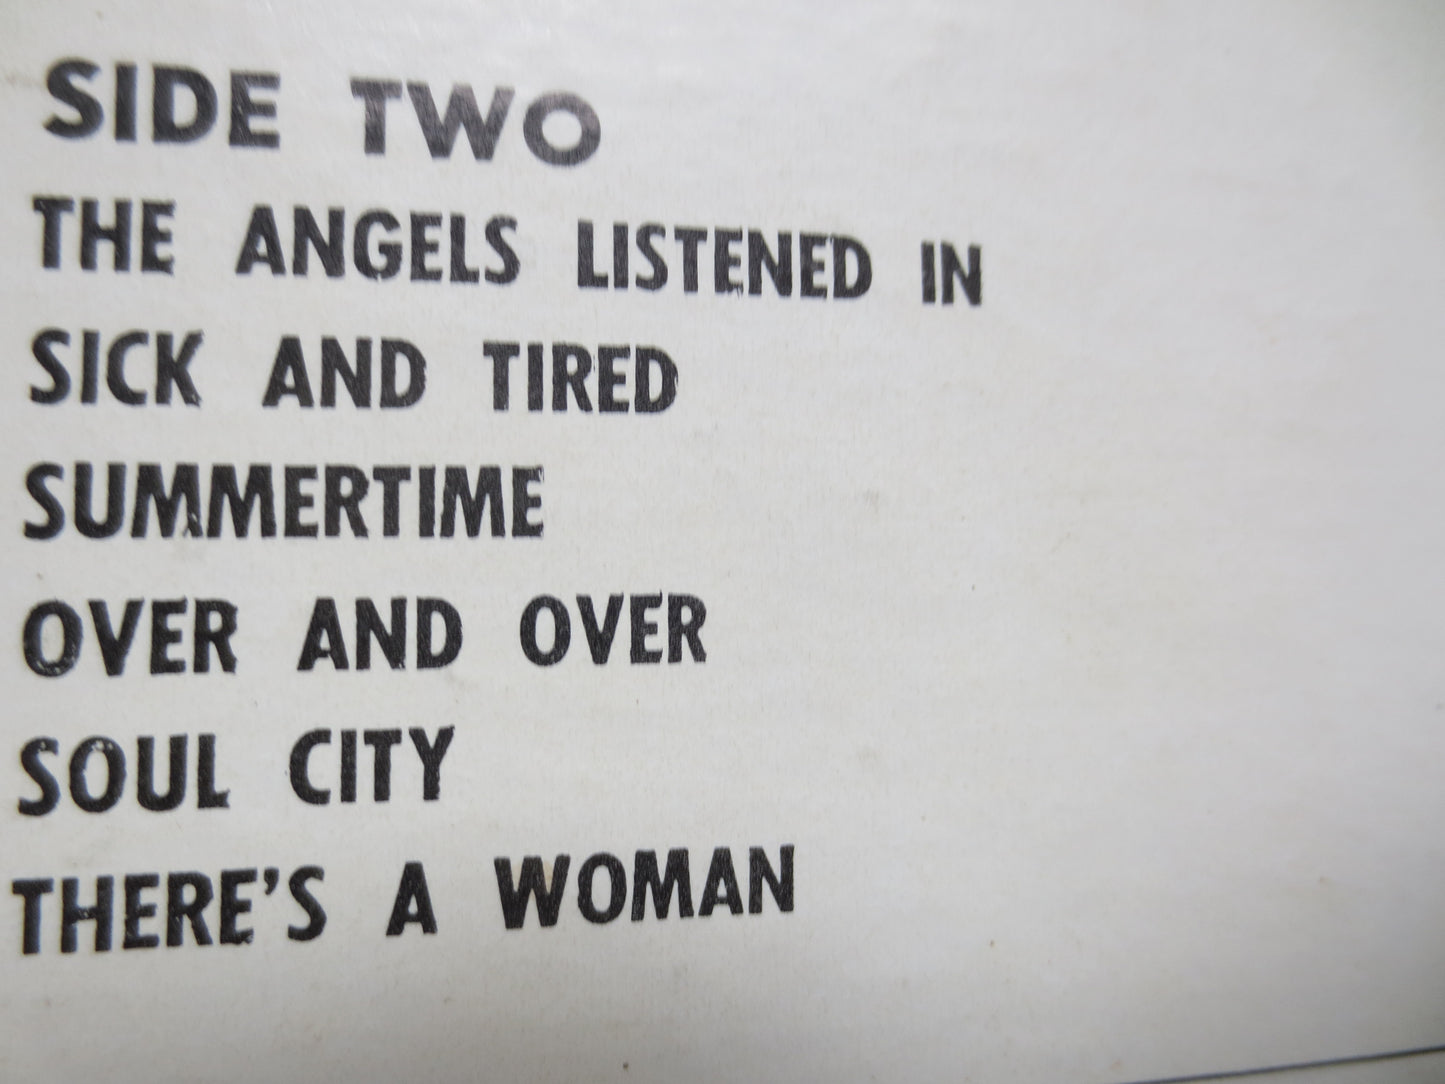 SIDE TWO
THE ANGELS LISTENED IN
SICK AND TIRED
SUMMERTIME
OVER AND OVER
SOUL CITY
THERE'S A WOMAN